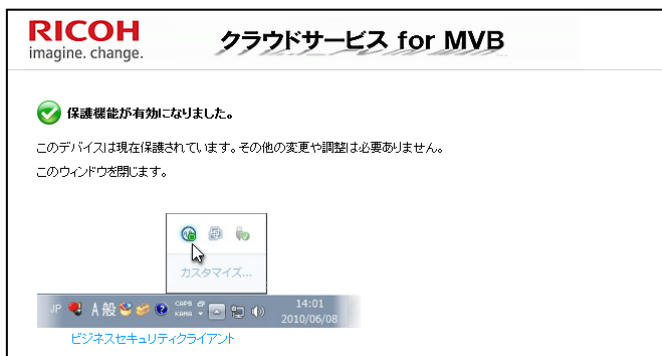 RICOH
imagine. change.
クラウドサービス for MVB
保護機能が有効になりました。
このデバイスは現在保護されています。その他の変更や調整は必要ありません。
このウィンドウを閉じます。
カスタマイズ...
JP A 般 CAPS KANA 14:01
2010/06/08
ビジネスセキュリティクライアント